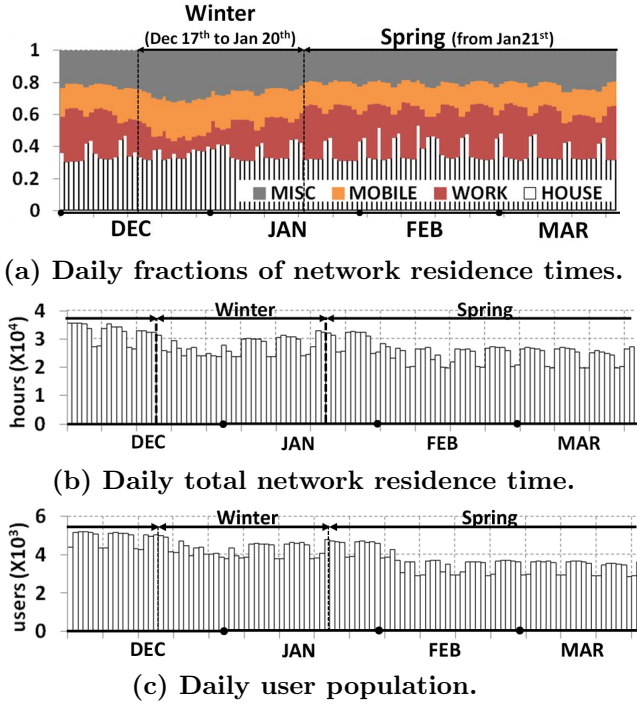 Winter
(Dec 17th to Jan 20th)
Spring (from Jan21st)
1
0.8
0.6
0.4
0.2
0
MISC MOBILE WORK HOUSE
DEC JAN FEB MAR
(a) Daily fractions of network residence times.
hours (X10⁴)
4
3
2
1
0
Winter Spring
DEC JAN FEB MAR
(b) Daily total network residence time.
users (X10³)
6
4
2
0
Winter Spring
DEC JAN FEB MAR
(c) Daily user population.